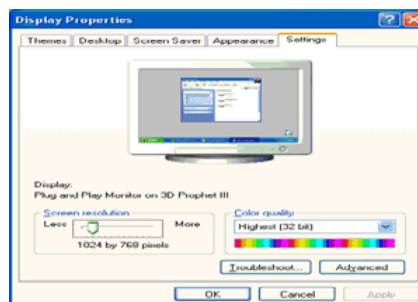 Display Properties
Themes Desktop Screen Saver Appearance Settings
Display:
Plug and Play Monitor on 3D Prophet III
Screen resolution
Less More
1024 by 768 pixels
Color quality
Highest (32 bit)
Troubleshoot... Advanced
OK Cancel Apply